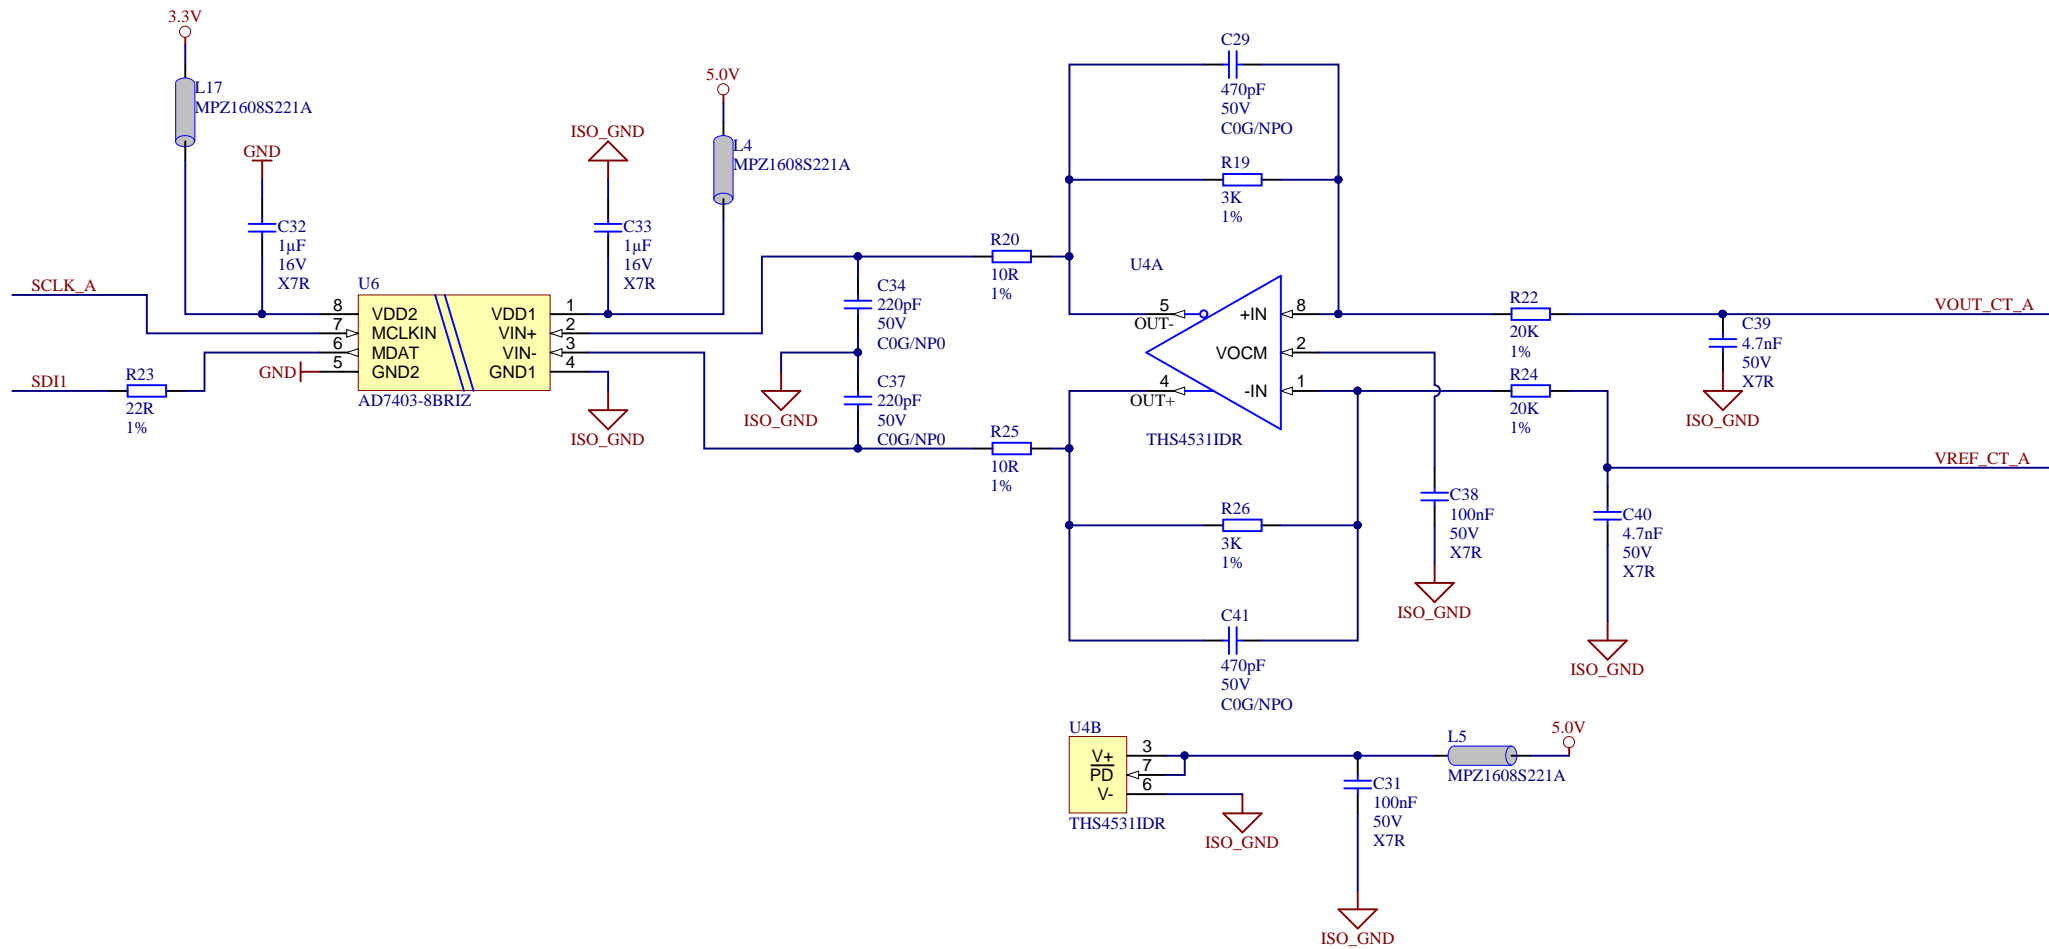 3.3V
L17
MPZ1608S221A
GND
C32
1µF
16V
X7R
ISO_GND
C33
1µF
16V
X7R
5.0V
L4
MPZ1608S221A
SCLK_A
SDI1
R23
22R
1%
GND
U6
8
7
6
5
VDD2
MCLKIN
MDAT
GND2
VDD1
VIN+
VIN-
GND1
1
2
3
4
AD7403-8BRIZ
ISO_GND
C34
220pF
50V
C0G/NP0
ISO_GND
C37
220pF
50V
C0G/NP0
R20
10R
1%
R25
10R
1%
C29
470pF
50V
C0G/NPO
R19
3K
1%
U4A
5
OUT-
4
OUT+
+IN
VOCM
-IN
8
2
1
THS4531IDR
R26
3K
1%
C41
470pF
50V
C0G/NPO
R22
20K
1%
R24
20K
1%
C38
100nF
50V
X7R
ISO_GND
C39
4.7nF
50V
X7R
ISO_GND
VOUT_CT_A
VREF_CT_A
C40
4.7nF
50V
X7R
ISO_GND
U4B
V+
PD
V-
3
7
6
THS4531IDR
ISO_GND
C31
100nF
50V
X7R
ISO_GND
L5
MPZ1608S221A
5.0V